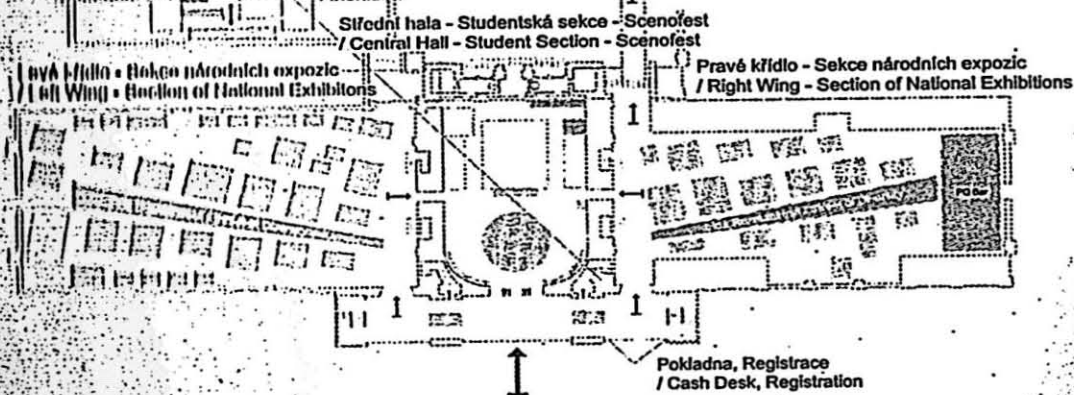 Střední hala - Studentská sekce - Scenofest
/ Central Hall - Student Section - Scenofest
Levé křídlo - Sekce národních expozic
/ Left Wing - Section of National Exhibitons
Pravé křídlo - Sekce národních expozic
/ Right Wing - Section of National Exhibitions
Pokladna, Registrace
/ Cash Desk, Registration